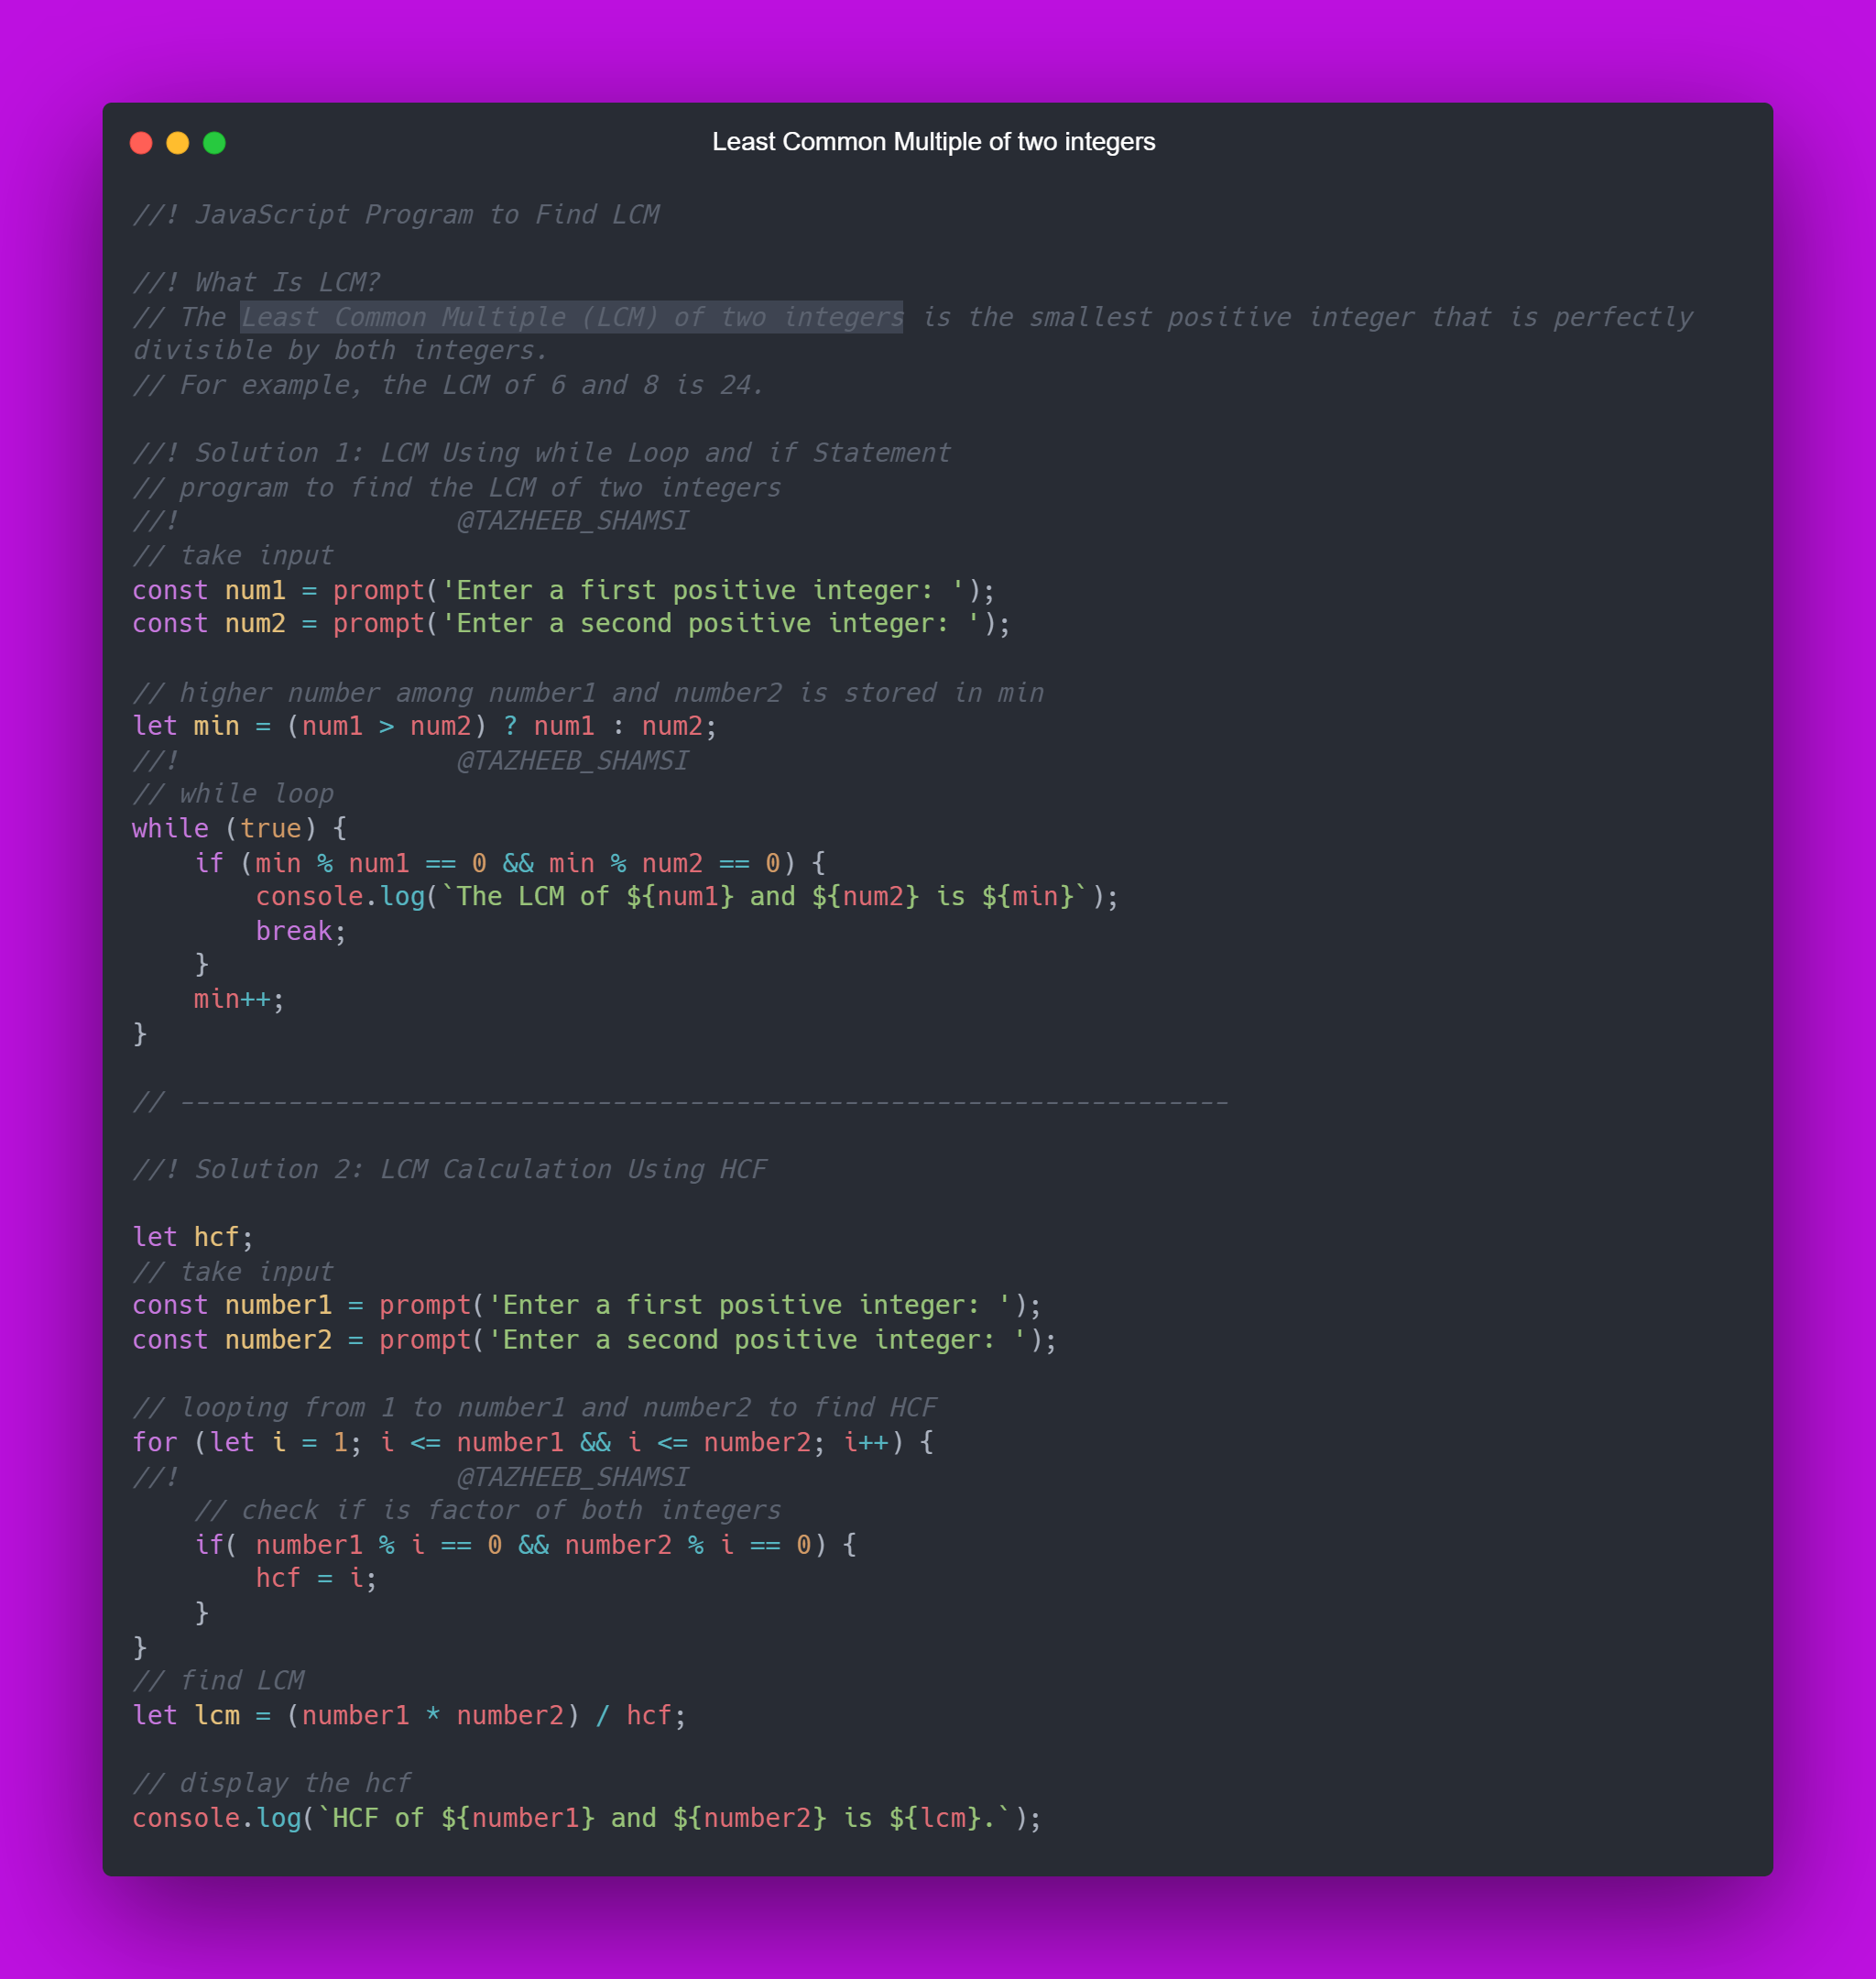 Least Common Multiple of two integers
//! JavaScript Program to Find LCM
//! What Is LCM?
// The Least Common Multiple (LCM) of two integers is the smallest positive integer that is perfectly
divisible by both integers.
// For example, the LCM of 6 and 8 is 24.
//! Solution 1: LCM Using while Loop and if Statement
// program to find the LCM of two integers
//!                  @TAZHEEB_SHAMSI
// take input
const num1 = prompt('Enter a first positive integer: ');
const num2 = prompt('Enter a second positive integer: ');
// higher number among number1 and number2 is stored in min
let min = (num1 > num2) ? num1 : num2;
//!                  @TAZHEEB_SHAMSI
// while loop
while (true) {
    if (min % num1 == 0 && min % num2 == 0) {
        console.log(`The LCM of ${num1} and ${num2} is ${min}`);
        break;
    }
    min++;
}
// --------------------------------------------------------------------
//! Solution 2: LCM Calculation Using HCF
let hcf;
// take input
const number1 = prompt('Enter a first positive integer: ');
const number2 = prompt('Enter a second positive integer: ');
// looping from 1 to number1 and number2 to find HCF
for (let i = 1; i <= number1 && i <= number2; i++) {
//!                  @TAZHEEB_SHAMSI
    // check if is factor of both integers
    if( number1 % i == 0 && number2 % i == 0) {
        hcf = i;
    }
}
// find LCM
let lcm = (number1 * number2) / hcf;
// display the hcf
console.log(`HCF of ${number1} and ${number2} is ${lcm}.`);